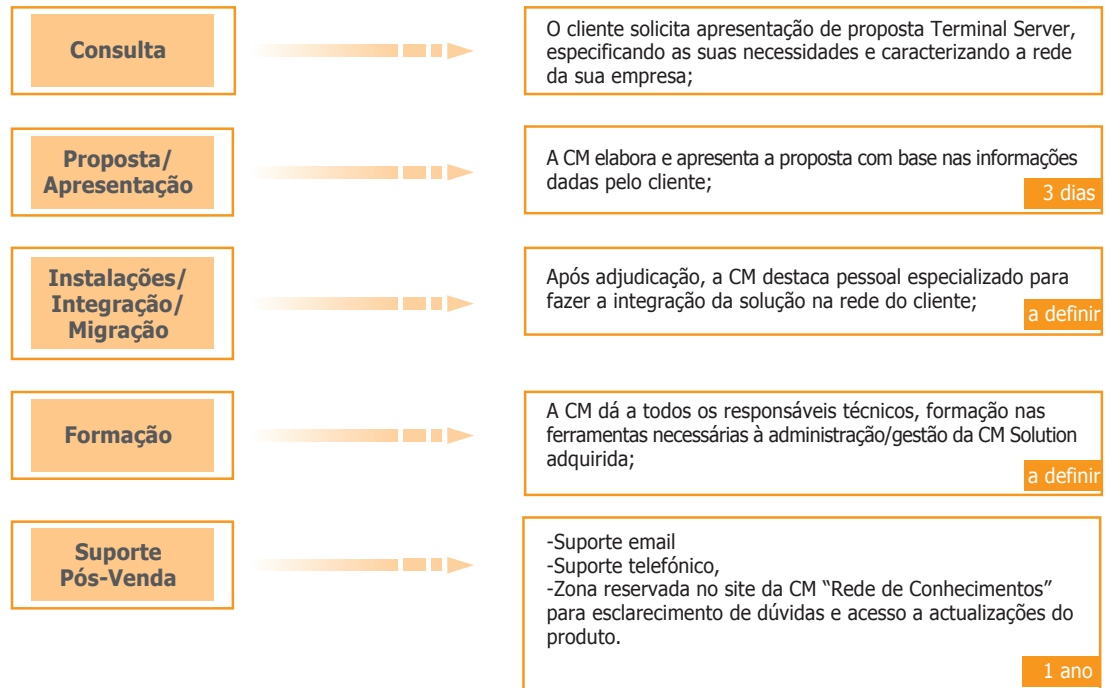 Consulta
O cliente solicita apresentação de proposta Terminal Server,
especificando as suas necessidades e caracterizando a rede
da sua empresa;
Proposta/
Apresentação
A CM elabora e apresenta a proposta com base nas informações
dadas pelo cliente;
3 dias
Instalações/
Integração/
Migração
Após adjudicação, a CM destaca pessoal especializado para
fazer a integração da solução na rede do cliente;
a definir
Formação
A CM dá a todos os responsáveis técnicos, formação nas
ferramentas necessárias à administração/gestão da CM Solution
adquirida;
a definir
Suporte
Pós-Venda
-Suporte email
-Suporte telefónico,
-Zona reservada no site da CM “Rede de Conhecimentos”
para esclarecimento de dúvidas e acesso a actualizações do
produto.
1 ano